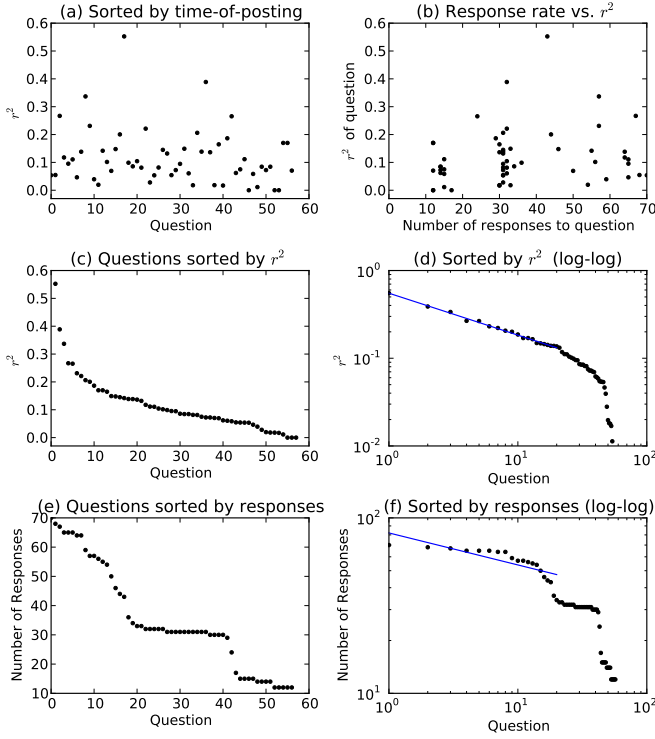 (a) Sorted by time-of-posting
0.6
0.5
0.4
0.3
0.2
0.1
0.0
r²
0 10 20 30 40 50 60
Question
(b) Response rate vs. r²
0.6
0.5
0.4
0.3
0.2
0.1
0.0
r² of question
0 10 20 30 40 50 60 70
Number of responses to question
(c) Questions sorted by r²
0.6
0.5
0.4
0.3
0.2
0.1
0.0
r²
0 10 20 30 40 50 60
Question
(d) Sorted by r² (log-log)
10⁰
10⁻¹
10⁻²
r²
10⁰ 10¹ 10²
Question
(e) Questions sorted by responses
70
60
50
40
30
20
10
Number of Responses
0 10 20 30 40 50 60
Question
(f) Sorted by responses (log-log)
10²
10¹
Number of Responses
10⁰ 10¹ 10²
Question